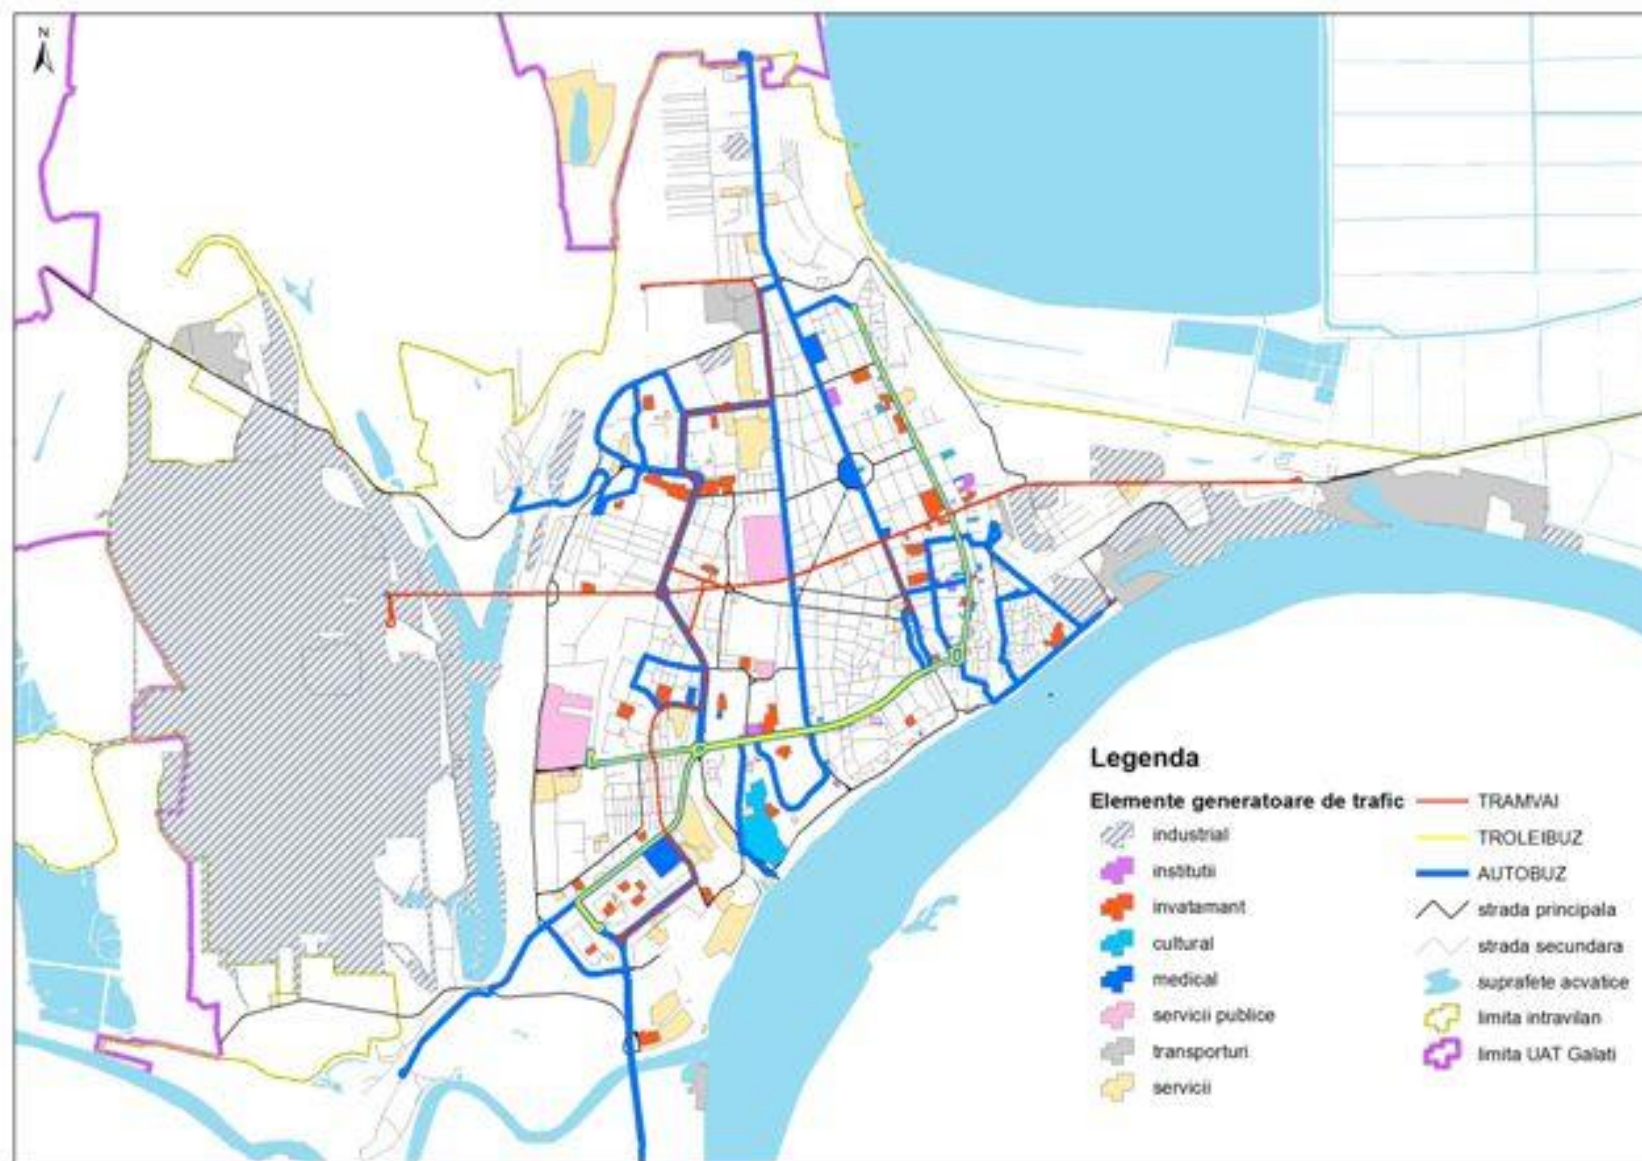 N
Legenda
Elemente generatoare de trafic
industrial
institutii
invatamant
cultural
medical
servicii publice
transporturi
servicii
TRAMVAI
TROLEIBUZ
AUTOBUZ
strada principala
strada secundara
suprafete acvatice
limita intravilan
limita UAT Galati